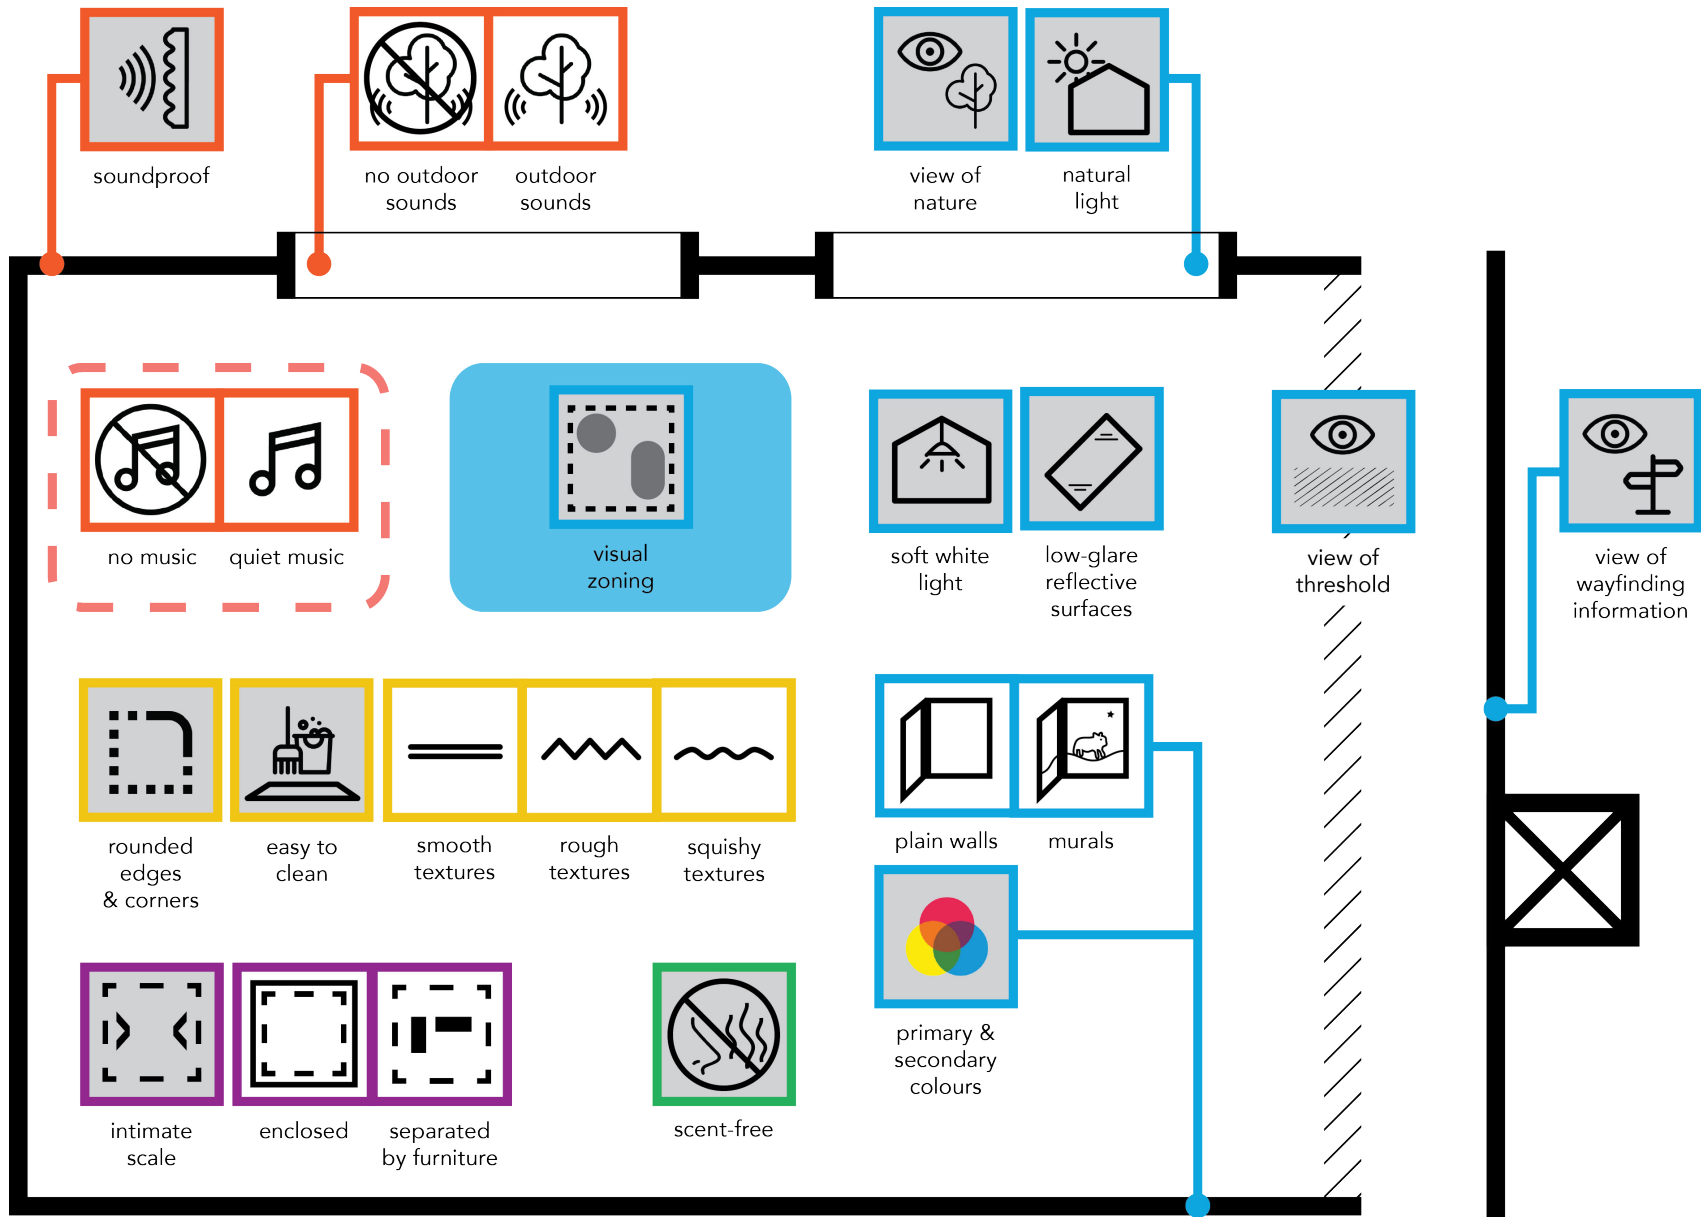 soundproof
no outdoor
sounds
outdoor
sounds
view of
nature
natural
light
no music
quiet music
visual
zoning
soft white
light
low-glare
reflective
surfaces
view of
threshold
view of
wayfinding
information
rounded
edges
& corners
easy to
clean
smooth
textures
rough
textures
squishy
textures
plain walls
murals
primary &
secondary
colours
intimate
scale
enclosed
separated
by furniture
scent-free